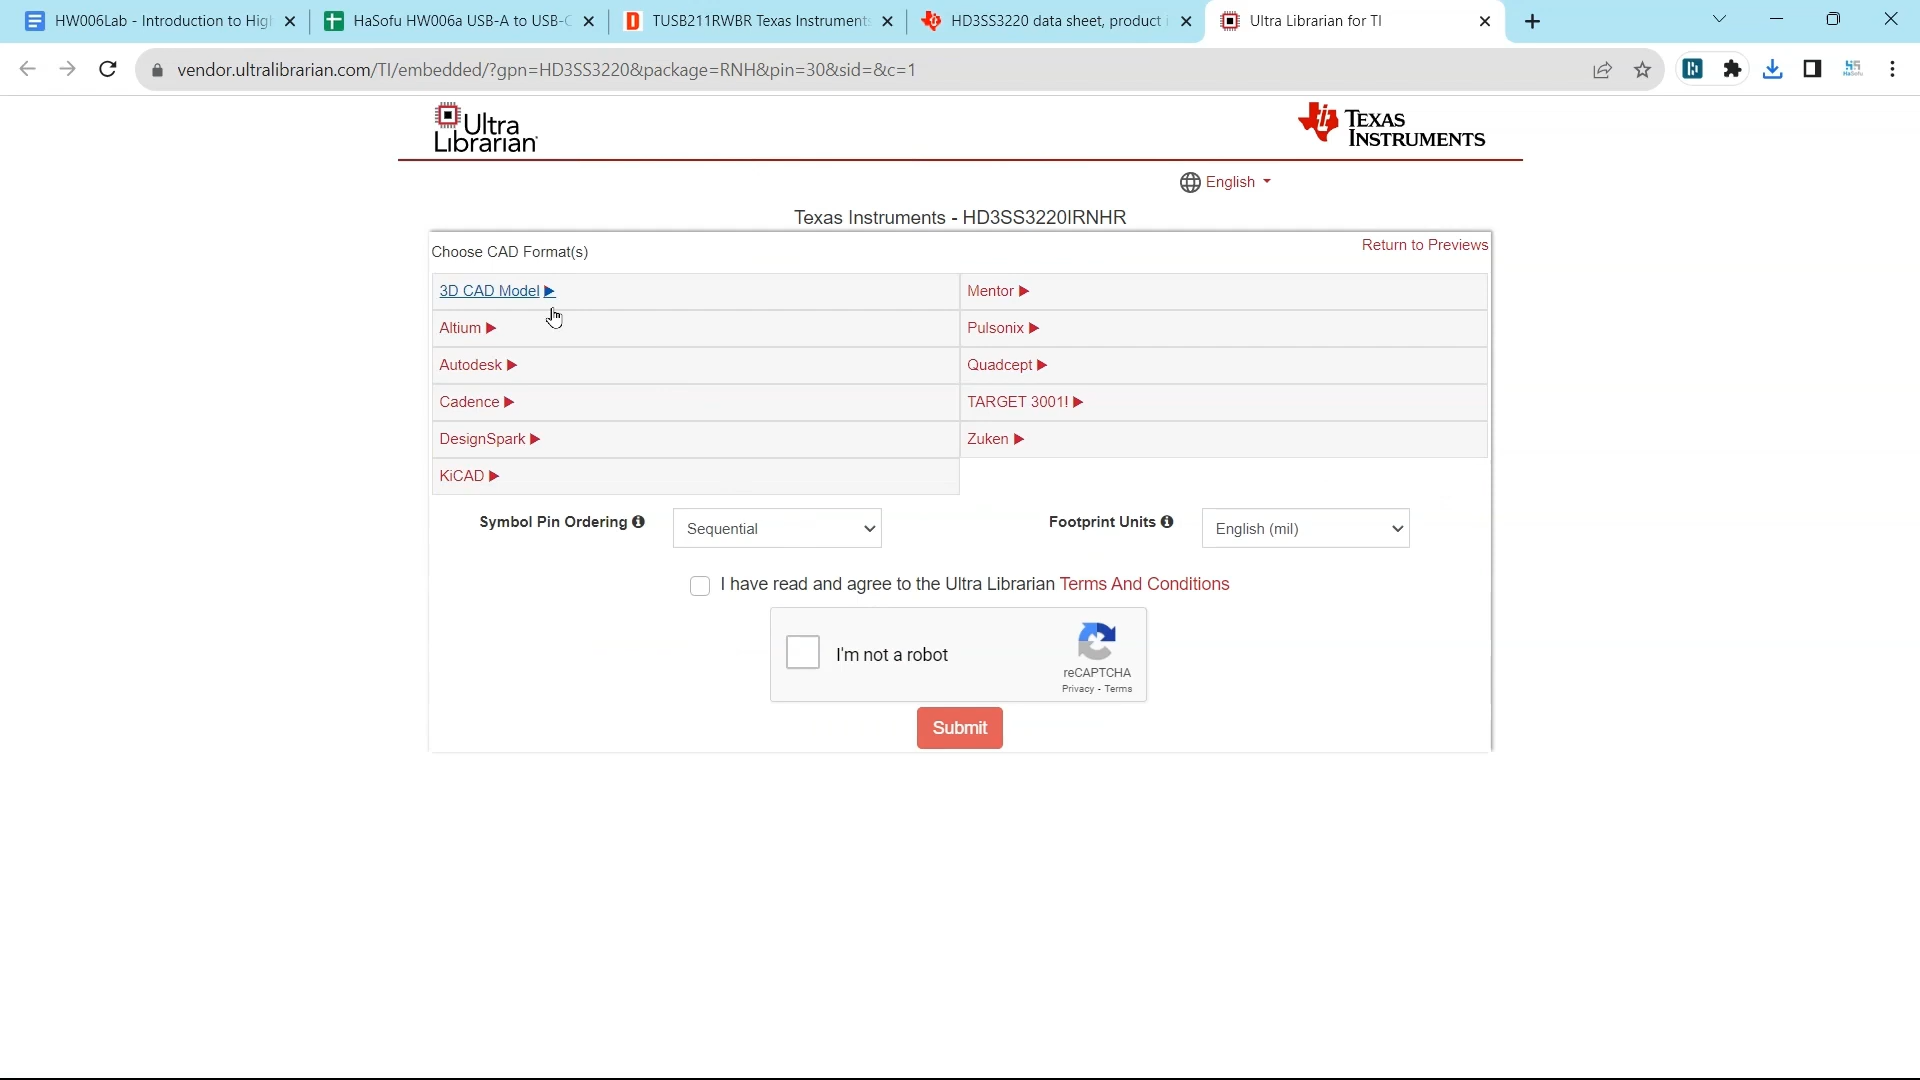 HW006Lab - Introduction to Hig
HaSofu HW006a USB-A to USB-C
TUSB211RWBR Texas Instrument
HD3SS3220 data sheet, product i
Ultra Librarian for TI
vendor.ultralibrarian.com/TI/embedded/?gpn=HD3SS3220&package=RNH&pin=30&sid=&c=1
Ultra
Librarian
TEXAS
INSTRUMENTS
English
Texas Instruments - HD3SS3220IRNHR
Choose CAD Format(s)
Return to Previews
3D CAD Model
Mentor
Altium
Pulsonix
Autodesk
Quadcept
Cadence
TARGET 3001!
DesignSpark
Zuken
KiCAD
Symbol Pin Ordering
Sequential
Footprint Units
English (mil)
I have read and agree to the Ultra Librarian Terms And Conditions
I'm not a robot
reCAPTCHA
Privacy - Terms
Submit